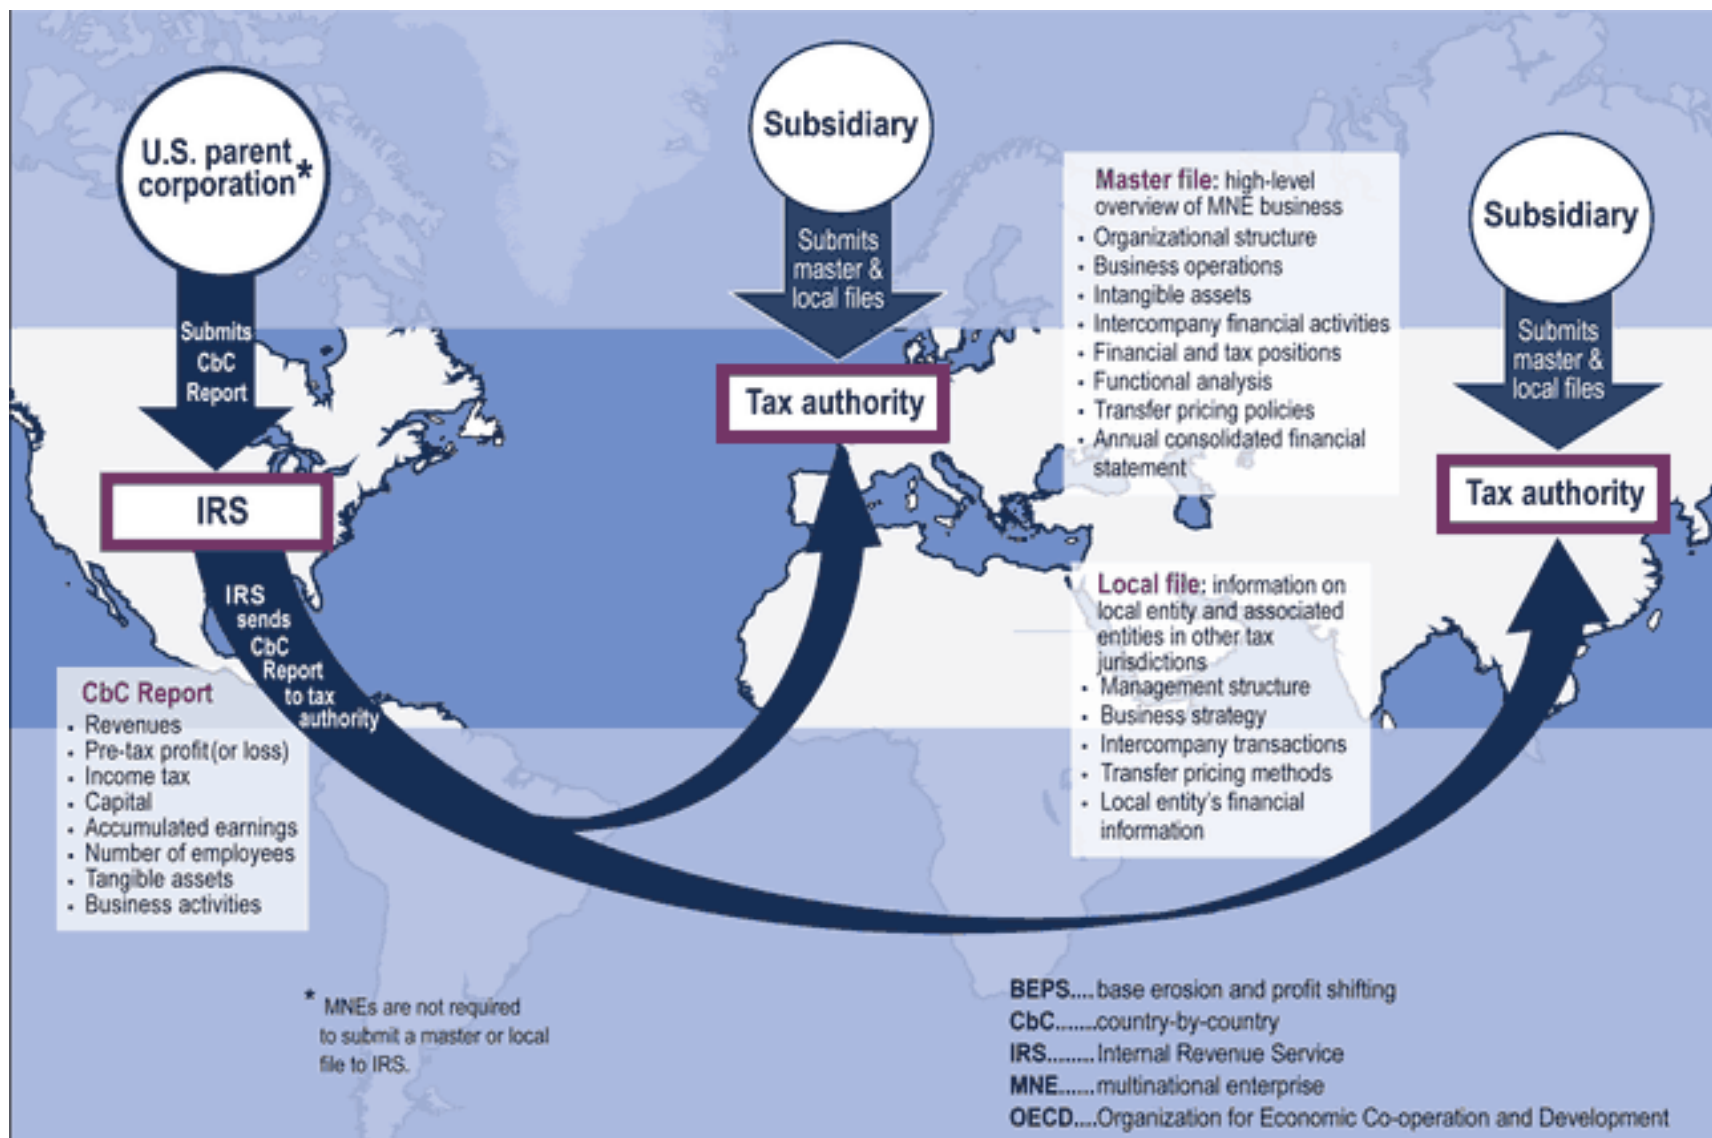 U.S. parent
corporation*
Submits
CbC
Report
IRS
IRS
sends
CbC
Report
to tax
authority
CbC Report
• Revenues
• Pre-tax profit(or loss)
• Income tax
• Capital
• Accumulated earnings
• Number of employees
• Tangible assets
• Business activities
* MNEs are not required
to submit a master or local
file to IRS.
Subsidiary
Submits
master &
local files
Tax authority
Master file: high-level
overview of MNE business
• Organizational structure
• Business operations
• Intangible assets
• Intercompany financial activities
• Financial and tax positions
• Functional analysis
• Transfer pricing policies
• Annual consolidated financial
statement
Local file: information on
local entity and associated
entities in other tax
jurisdictions
• Management structure
• Business strategy
• Intercompany transactions
• Transfer pricing methods
• Local entity's financial
information
Subsidiary
Submits
master &
local files
Tax authority
BEPS....base erosion and profit shifting
CbC.......country-by-country
IRS........Internal Revenue Service
MNE......multinational enterprise
OECD....Organization for Economic Co-operation and Development